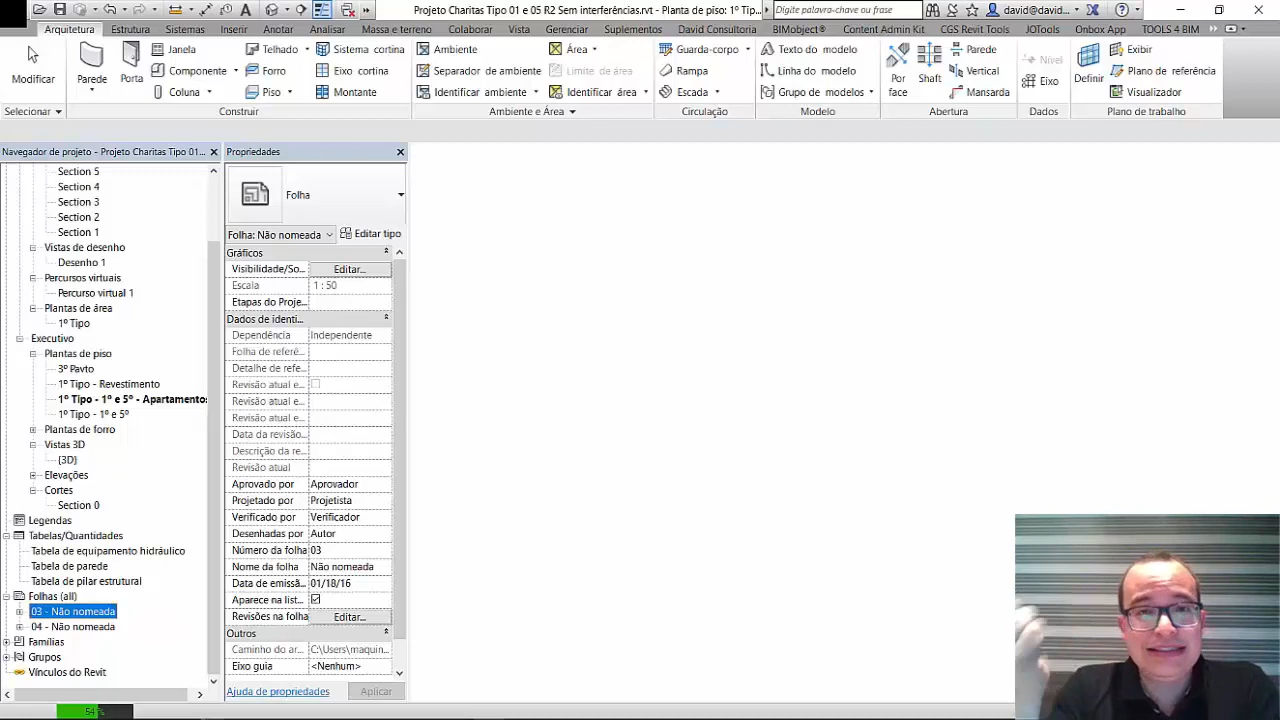 Projeto Charitas Tipo 01 e 05 R2 Sem interferências.rvt - Planta de piso: 1º Tip...
Digite palavra-chave ou frase
david@david...
Arquitetura Estrutura Sistemas Inserir Anotar Analisar Massa e terreno Colaborar Vista Gerenciar Suplementos David Consultoria BIMobject® Content Admin Kit CGS Revit Tools JOTools Onbox App TOOLS 4 BIM
Janela Telhado Sistema cortina Ambiente Área Guarda-corpo Texto do modelo Parede Nível Exibir
Modificar Parede Porta Componente Forro Eixo cortina Separador de ambiente Limite de área Rampa Linha do modelo Por face Shaft Vertical Eixo Definir Plano de referência
Coluna Piso Montante Identificar ambiente Identificar área Escada Grupo de modelos Mansarda Visualizador
Selecionar Construir Ambiente e Área Circulação Modelo Abertura Dados Plano de trabalho
Navegador de projeto - Projeto Charitas Tipo 01...
Section 5
Section 4
Section 3
Section 2
Section 1
Vistas de desenho
Desenho 1
Percursos virtuais
Percurso virtual 1
Plantas de área
1º Tipo
Executivo
Plantas de piso
3º Pavto
1º Tipo - Revestimento
1º Tipo - 1º e 5º - Apartamentos
1º Tipo - 1º e 5º
Plantas de forro
Vistas 3D
{3D}
Elevações
Cortes
Section 0
Legendas
Tabelas/Quantidades
Tabela de equipamento hidráulico
Tabela de parede
Tabela de pilar estrutural
Folhas (all)
03 - Não nomeada
04 - Não nomeada
Famílias
Grupos
Vínculos do Revit
Propriedades
Folha
Folha: Não nomeada Editar tipo
Gráficos
Visibilidade/So... Editar...
Escala 1 : 50
Etapas do Proje...
Dados de identi...
Dependência Independente
Folha de referê...
Detalhe de refe...
Revisão atual e...
Revisão atual e...
Revisão atual e...
Data da revisão...
Descrição da re...
Revisão atual
Aprovado por Aprovador
Projetado por Projetista
Verificado por Verificador
Desenhadas por Autor
Número da folha 03
Nome da folha Não nomeada
Data de emissã... 01/18/16
Aparece na list...
Revisões na folha Editar...
Outros
Caminho do ar... C:\Users\maquin...
Eixo guia <Nenhum>
Ajuda de propriedades Aplicar
54 %